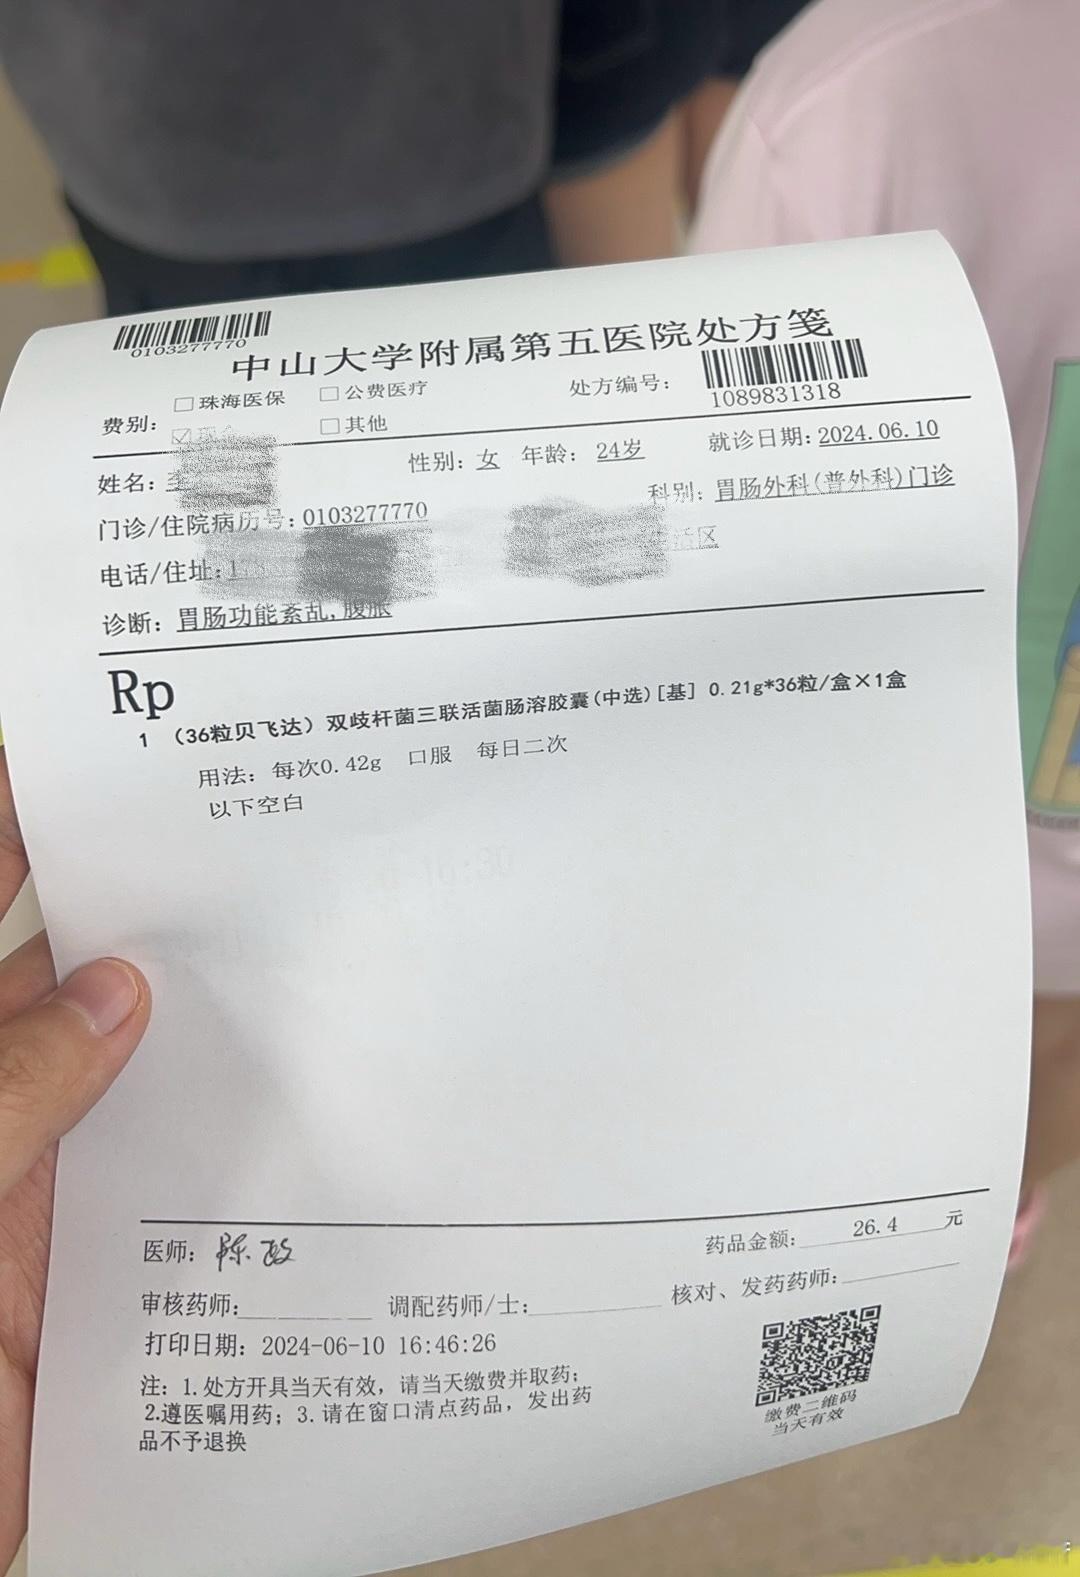 0103277770
中山大学附属第五医院处方笺
费别: □珠海医保 □公费医疗 处方编号:
☑现金 □其他 1089831318
姓名: 性别: 女 年龄: 24岁 就诊日期: 2024.06.10
门诊/住院病历号: 0103277770 科别: 胃肠外科(普外科)门诊
电话/住址: 区
诊断: 胃肠功能紊乱,腹胀
Rp
1 (36粒贝飞达) 双歧杆菌三联活菌肠溶胶囊(中选)[基] 0.21g*36粒/盒×1盒
用法: 每次0.42g 口服 每日二次
以下空白
医师: 药品金额: 26.4 元
审核药师: 调配药师/士: 核对、发药药师:
打印日期: 2024-06-10 16:46:26
注: 1.处方开具当天有效, 请当天缴费并取药;
2.遵医嘱用药; 3.请在窗口清点药品, 发出药
品不予退换
缴费二维码
当天有效